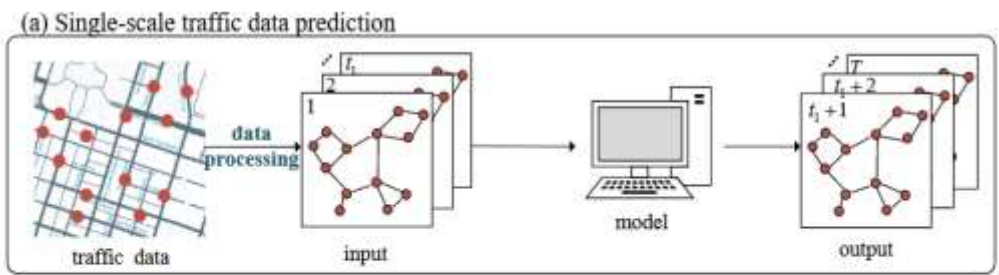 (a) Single-scale traffic data prediction
t₁
2
1
T
t₁ + 2
t₁ + 1
data
processing
traffic data
input
model
output